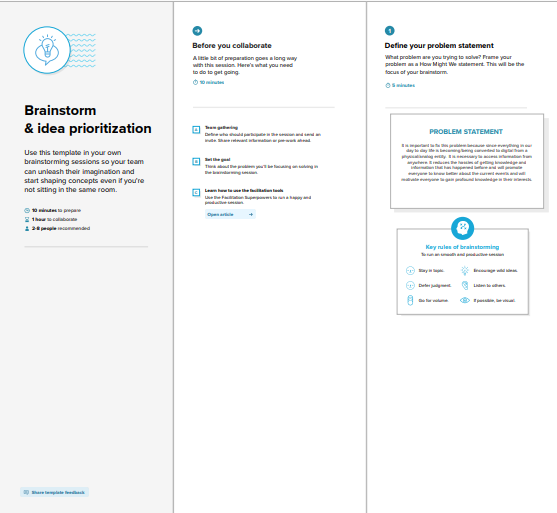 Brainstorm
& idea prioritization
Use this template in your own
brainstorming sessions so your team
can unleash their imagination and
start shaping concepts even if you're
not sitting in the same room.
10 minutes to prepare
1 hour to collaborate
2-8 people recommended
Share template feedback
Before you collaborate
A little bit of preparation goes a long way
with this session. Here's what you need
to do to get going.
10 minutes
A
Team gathering
Define who should participate in the session and send an
invite. Share relevant information or pre-work ahead.
B
Set the goal
Think about the problem you'll be focusing on solving in
the brainstorming session.
C
Learn how to use the facilitation tools
Use the Facilitation Superpowers to run a happy and
productive session.
Open article
1
Define your problem statement
What problem are you trying to solve? Frame your
problem as a How Might We statement. This will be the
focus of your brainstorm.
5 minutes
PROBLEM STATEMENT
It is important to fix this problem because since everything in our
day to day life is becoming being converted to digital from a
physical/analog entity. It is necessary to access information from
anywhere. It reduces the hassles of getting knowledge and
information that has happened before and will promote
everyone to know better about the current events and will
motivate everyone to gain profound knowledge in their interests.
Key rules of brainstorming
To run an smooth and productive session
Stay in topic.
Encourage wild ideas.
Defer judgment.
Listen to others.
Go for volume.
If possible, be visual.